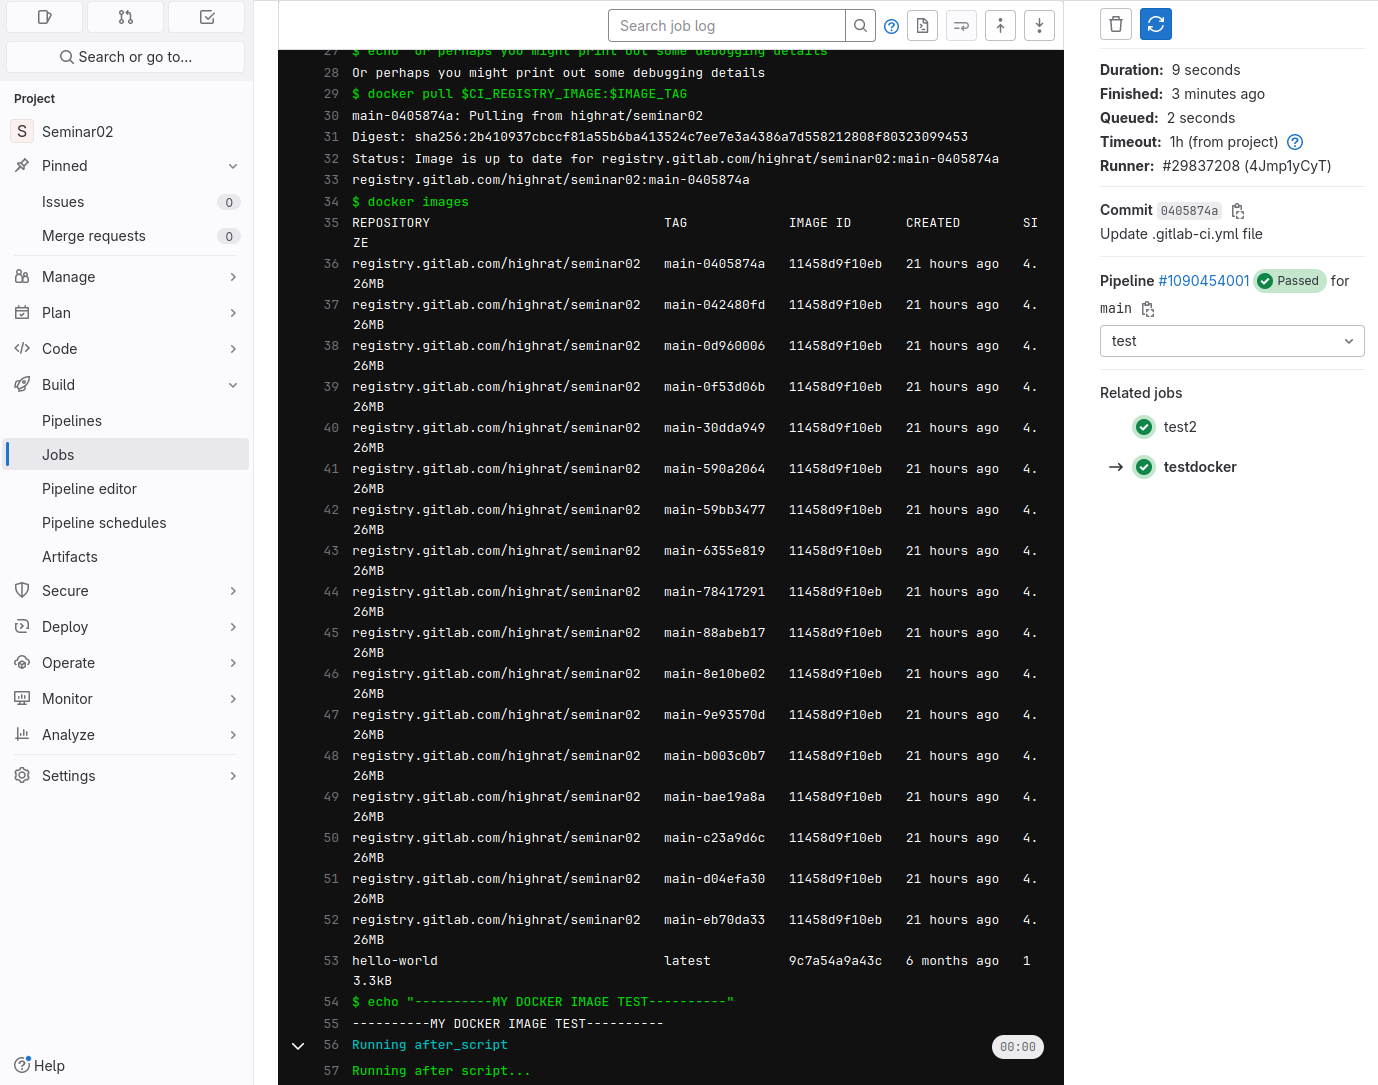 Search or go to...
Project
S Seminar02
Pinned
Issues 0
Merge requests 0
Manage
Plan
Code
Build
Pipelines
Jobs
Pipeline editor
Pipeline schedules
Artifacts
Secure
Deploy
Operate
Monitor
Analyze
Settings
Help
Search job log
27 $ echo "Or perhaps you might print out some debugging details"
28 Or perhaps you might print out some debugging details
29 $ docker pull $CI_REGISTRY_IMAGE:$IMAGE_TAG
30 main-0405874a: Pulling from highrat/seminar02
31 Digest: sha256:2b410937cbccf81a55b6ba413524c7ee7e3a4386a7d558212808f80323099453
32 Status: Image is up to date for registry.gitlab.com/highrat/seminar02:main-0405874a
33 registry.gitlab.com/highrat/seminar02:main-0405874a
34 $ docker images
35 REPOSITORY TAG IMAGE ID CREATED SI
ZE
36 registry.gitlab.com/highrat/seminar02 main-0405874a 11458d9f10eb 21 hours ago 4.
26MB
37 registry.gitlab.com/highrat/seminar02 main-042480fd 11458d9f10eb 21 hours ago 4.
26MB
38 registry.gitlab.com/highrat/seminar02 main-0d960006 11458d9f10eb 21 hours ago 4.
26MB
39 registry.gitlab.com/highrat/seminar02 main-0f53d06b 11458d9f10eb 21 hours ago 4.
26MB
40 registry.gitlab.com/highrat/seminar02 main-30dda949 11458d9f10eb 21 hours ago 4.
26MB
41 registry.gitlab.com/highrat/seminar02 main-590a2064 11458d9f10eb 21 hours ago 4.
26MB
42 registry.gitlab.com/highrat/seminar02 main-59bb3477 11458d9f10eb 21 hours ago 4.
26MB
43 registry.gitlab.com/highrat/seminar02 main-6355e819 11458d9f10eb 21 hours ago 4.
26MB
44 registry.gitlab.com/highrat/seminar02 main-78417291 11458d9f10eb 21 hours ago 4.
26MB
45 registry.gitlab.com/highrat/seminar02 main-88abeb17 11458d9f10eb 21 hours ago 4.
26MB
46 registry.gitlab.com/highrat/seminar02 main-8e10be02 11458d9f10eb 21 hours ago 4.
26MB
47 registry.gitlab.com/highrat/seminar02 main-9e93570d 11458d9f10eb 21 hours ago 4.
26MB
48 registry.gitlab.com/highrat/seminar02 main-b003c0b7 11458d9f10eb 21 hours ago 4.
26MB
49 registry.gitlab.com/highrat/seminar02 main-bae19a8a 11458d9f10eb 21 hours ago 4.
26MB
50 registry.gitlab.com/highrat/seminar02 main-c23a9d6c 11458d9f10eb 21 hours ago 4.
26MB
51 registry.gitlab.com/highrat/seminar02 main-d04efa30 11458d9f10eb 21 hours ago 4.
26MB
52 registry.gitlab.com/highrat/seminar02 main-eb70da33 11458d9f10eb 21 hours ago 4.
26MB
53 hello-world latest 9c7a54a9a43c 6 months ago 1
3.3kB
54 $ echo "----------MY DOCKER IMAGE TEST----------"
55 ----------MY DOCKER IMAGE TEST----------
56 Running after_script 00:00
57 Running after script...
Duration: 9 seconds
Finished: 3 minutes ago
Queued: 2 seconds
Timeout: 1h (from project)
Runner: #29837208 (4Jmp1yCyT)
Commit 0405874a
Update .gitlab-ci.yml file
Pipeline #1090454001 Passed for
main
test
Related jobs
test2
→ testdocker